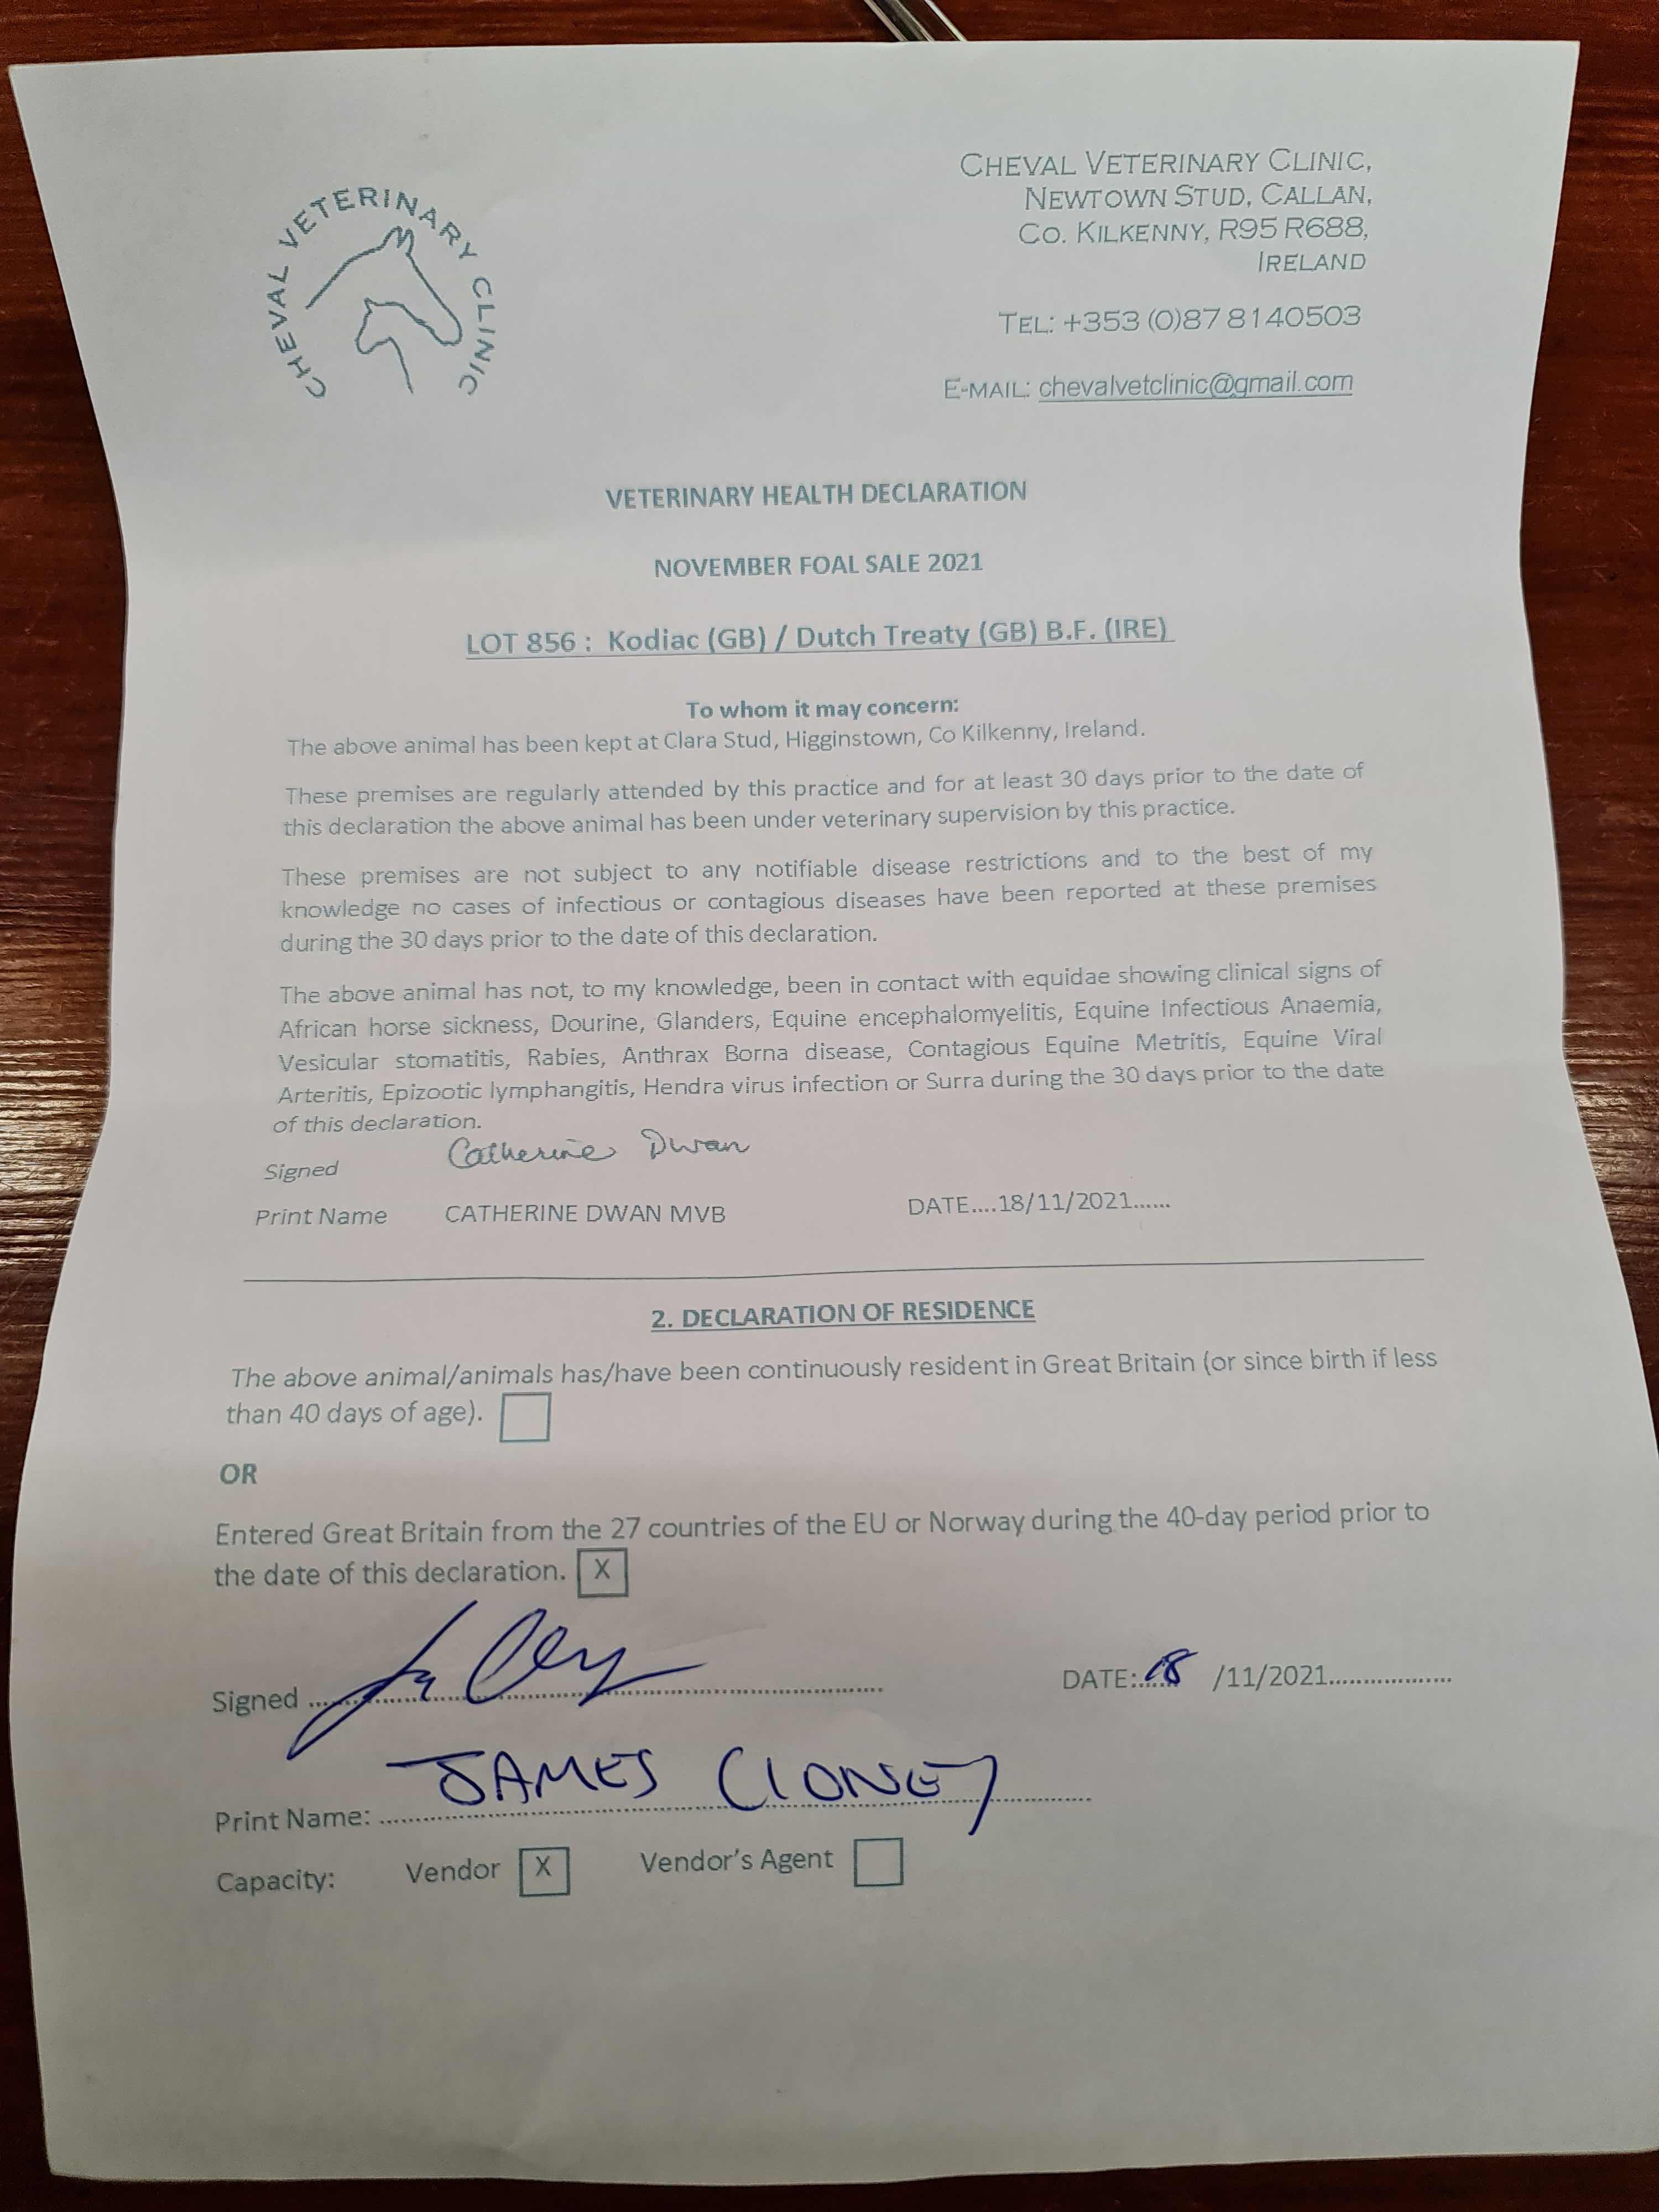 CHEVAL VETERINARY CLINIC
CHEVAL VETERINARY CLINIC,
NEWTOWN STUD, CALLAN,
CO. KILKENNY, R95 R688,
IRELAND
TEL: +353 (0)87 8140503
E-MAIL: chevalvetclinic@gmail.com
VETERINARY HEALTH DECLARATION
NOVEMBER FOAL SALE 2021
LOT 856 : Kodiac (GB) / Dutch Treaty (GB) B.F. (IRE)
To whom it may concern:
The above animal has been kept at Clara Stud, Higginstown, Co Kilkenny, Ireland.
These premises are regularly attended by this practice and for at least 30 days prior to the date of
this declaration the above animal has been under veterinary supervision by this practice.
These premises are not subject to any notifiable disease restrictions and to the best of my
knowledge no cases of infectious or contagious diseases have been reported at these premises
during the 30 days prior to the date of this declaration.
The above animal has not, to my knowledge, been in contact with equidae showing clinical signs of
African horse sickness, Dourine, Glanders, Equine encephalomyelitis, Equine Infectious Anaemia,
Vesicular stomatitis, Rabies, Anthrax Borna disease, Contagious Equine Metritis, Equine Viral
Arteritis, Epizootic lymphangitis, Hendra virus infection or Surra during the 30 days prior to the date
of this declaration.
Signed Catherine Dwan
Print Name CATHERINE DWAN MVB DATE....18/11/2021......
2. DECLARATION OF RESIDENCE
The above animal/animals has/have been continuously resident in Great Britain (or since birth if less
than 40 days of age).
OR
Entered Great Britain from the 27 countries of the EU or Norway during the 40-day period prior to
the date of this declaration. X
Signed DATE: 18 /11/2021..................
Print Name: JAMES CLONEY
Capacity: Vendor X Vendor's Agent